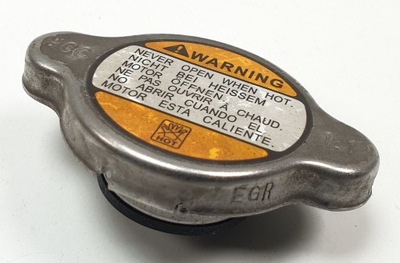 WARNING
NEVER OPEN WHEN HOT.
NICHT BEI HEISSEM
MOTOR ÖFFNEN.
NE PAS OUVRIR À CHAUD.
NO ABRIR CUANDO EL
MOTOR ESTA CALIENTE.
HOT
EGR